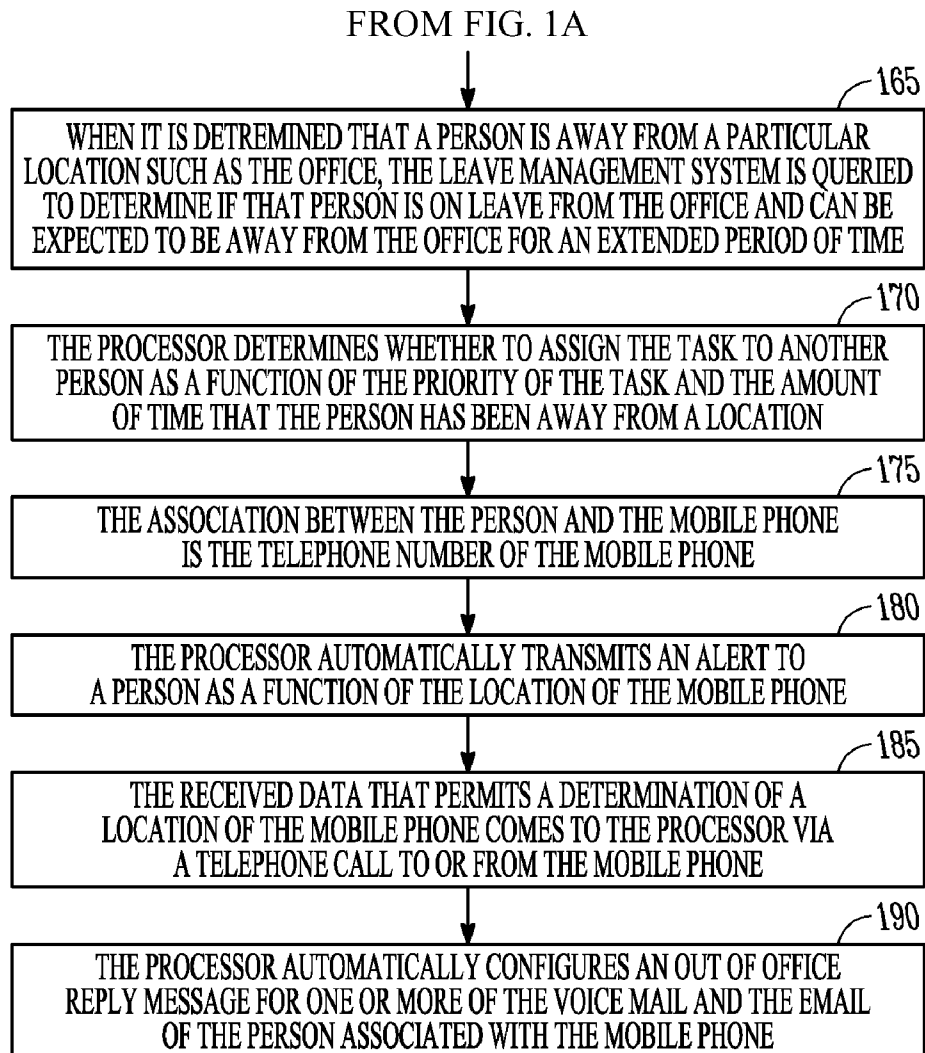 FROM FIG. 1A
165
WHEN IT IS DETREMINED THAT A PERSON IS AWAY FROM A PARTICULAR
LOCATION SUCH AS THE OFFICE, THE LEAVE MANAGEMENT SYSTEM IS QUERIED
TO DETERMINE IF THAT PERSON IS ON LEAVE FROM THE OFFICE AND CAN BE
EXPECTED TO BE AWAY FROM THE OFFICE FOR AN EXTENDED PERIOD OF TIME
170
THE PROCESSOR DETERMINES WHETHER TO ASSIGN THE TASK TO ANOTHER
PERSON AS A FUNCTION OF THE PRIORITY OF THE TASK AND THE AMOUNT
OF TIME THAT THE PERSON HAS BEEN AWAY FROM A LOCATION
175
THE ASSOCIATION BETWEEN THE PERSON AND THE MOBILE PHONE
IS THE TELEPHONE NUMBER OF THE MOBILE PHONE
180
THE PROCESSOR AUTOMATICALLY TRANSMITS AN ALERT TO
A PERSON AS A FUNCTION OF THE LOCATION OF THE MOBILE PHONE
185
THE RECEIVED DATA THAT PERMITS A DETERMINATION OF A
LOCATION OF THE MOBILE PHONE COMES TO THE PROCESSOR VIA
A TELEPHONE CALL TO OR FROM THE MOBILE PHONE
190
THE PROCESSOR AUTOMATICALLY CONFIGURES AN OUT OF OFFICE
REPLY MESSAGE FOR ONE OR MORE OF THE VOICE MAIL AND THE EMAIL
OF THE PERSON ASSOCIATED WITH THE MOBILE PHONE